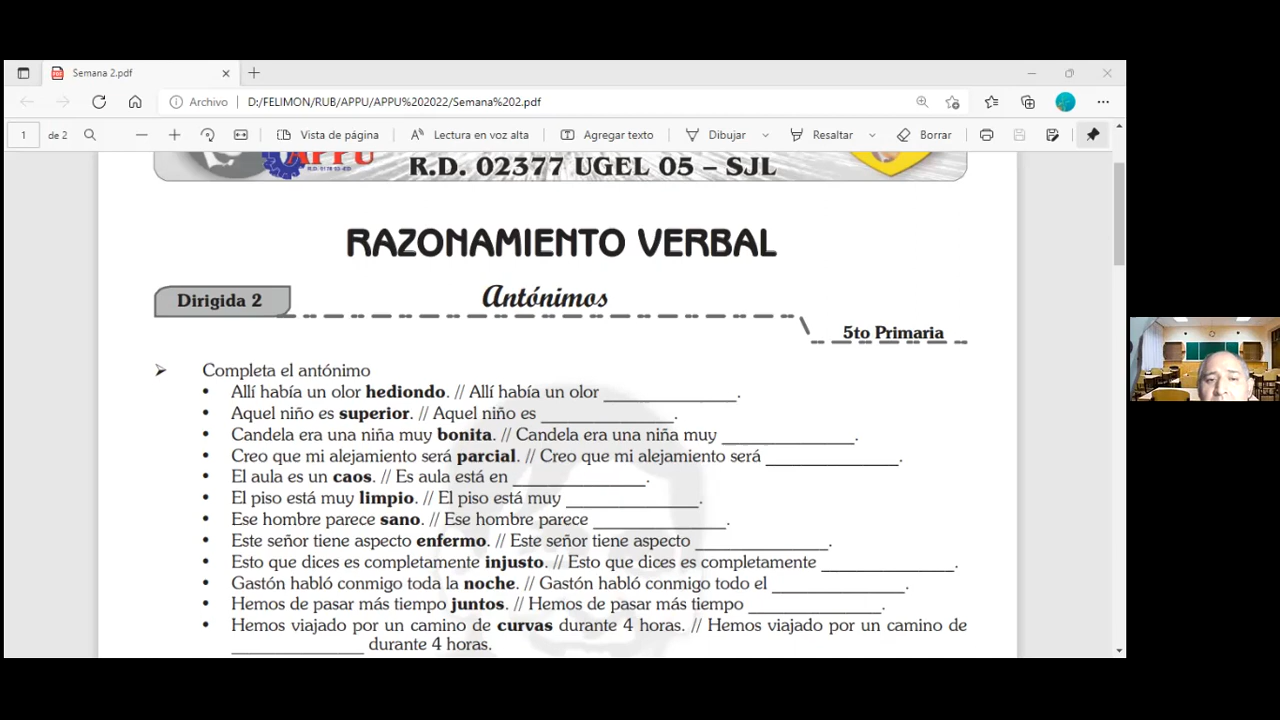 Semana 2.pdf
Archivo D:/FELIMON/RUB/APPU/APPU%202022/Semana%202.pdf
1 de 2 Vista de página Lectura en voz alta Agregar texto Dibujar Resaltar Borrar
APPU
R.D. 02377 UGEL 05 – SJL
RAZONAMIENTO VERBAL
Dirigida 2
Antónimos
5to Primaria
➢ Completa el antónimo
• Allí había un olor hediondo. // Allí había un olor _______________.
• Aquel niño es superior. // Aquel niño es _______________.
• Candela era una niña muy bonita. // Candela era una niña muy _______________.
• Creo que mi alejamiento será parcial. // Creo que mi alejamiento será _______________.
• El aula es un caos. // Es aula está en _______________.
• El piso está muy limpio. // El piso está muy _______________.
• Ese hombre parece sano. // Ese hombre parece _______________.
• Este señor tiene aspecto enfermo. // Este señor tiene aspecto _______________.
• Esto que dices es completamente injusto. // Esto que dices es completamente _______________.
• Gastón habló conmigo toda la noche. // Gastón habló conmigo todo el _______________.
• Hemos de pasar más tiempo juntos. // Hemos de pasar más tiempo _______________.
• Hemos viajado por un camino de curvas durante 4 horas. // Hemos viajado por un camino de
_______________ durante 4 horas.